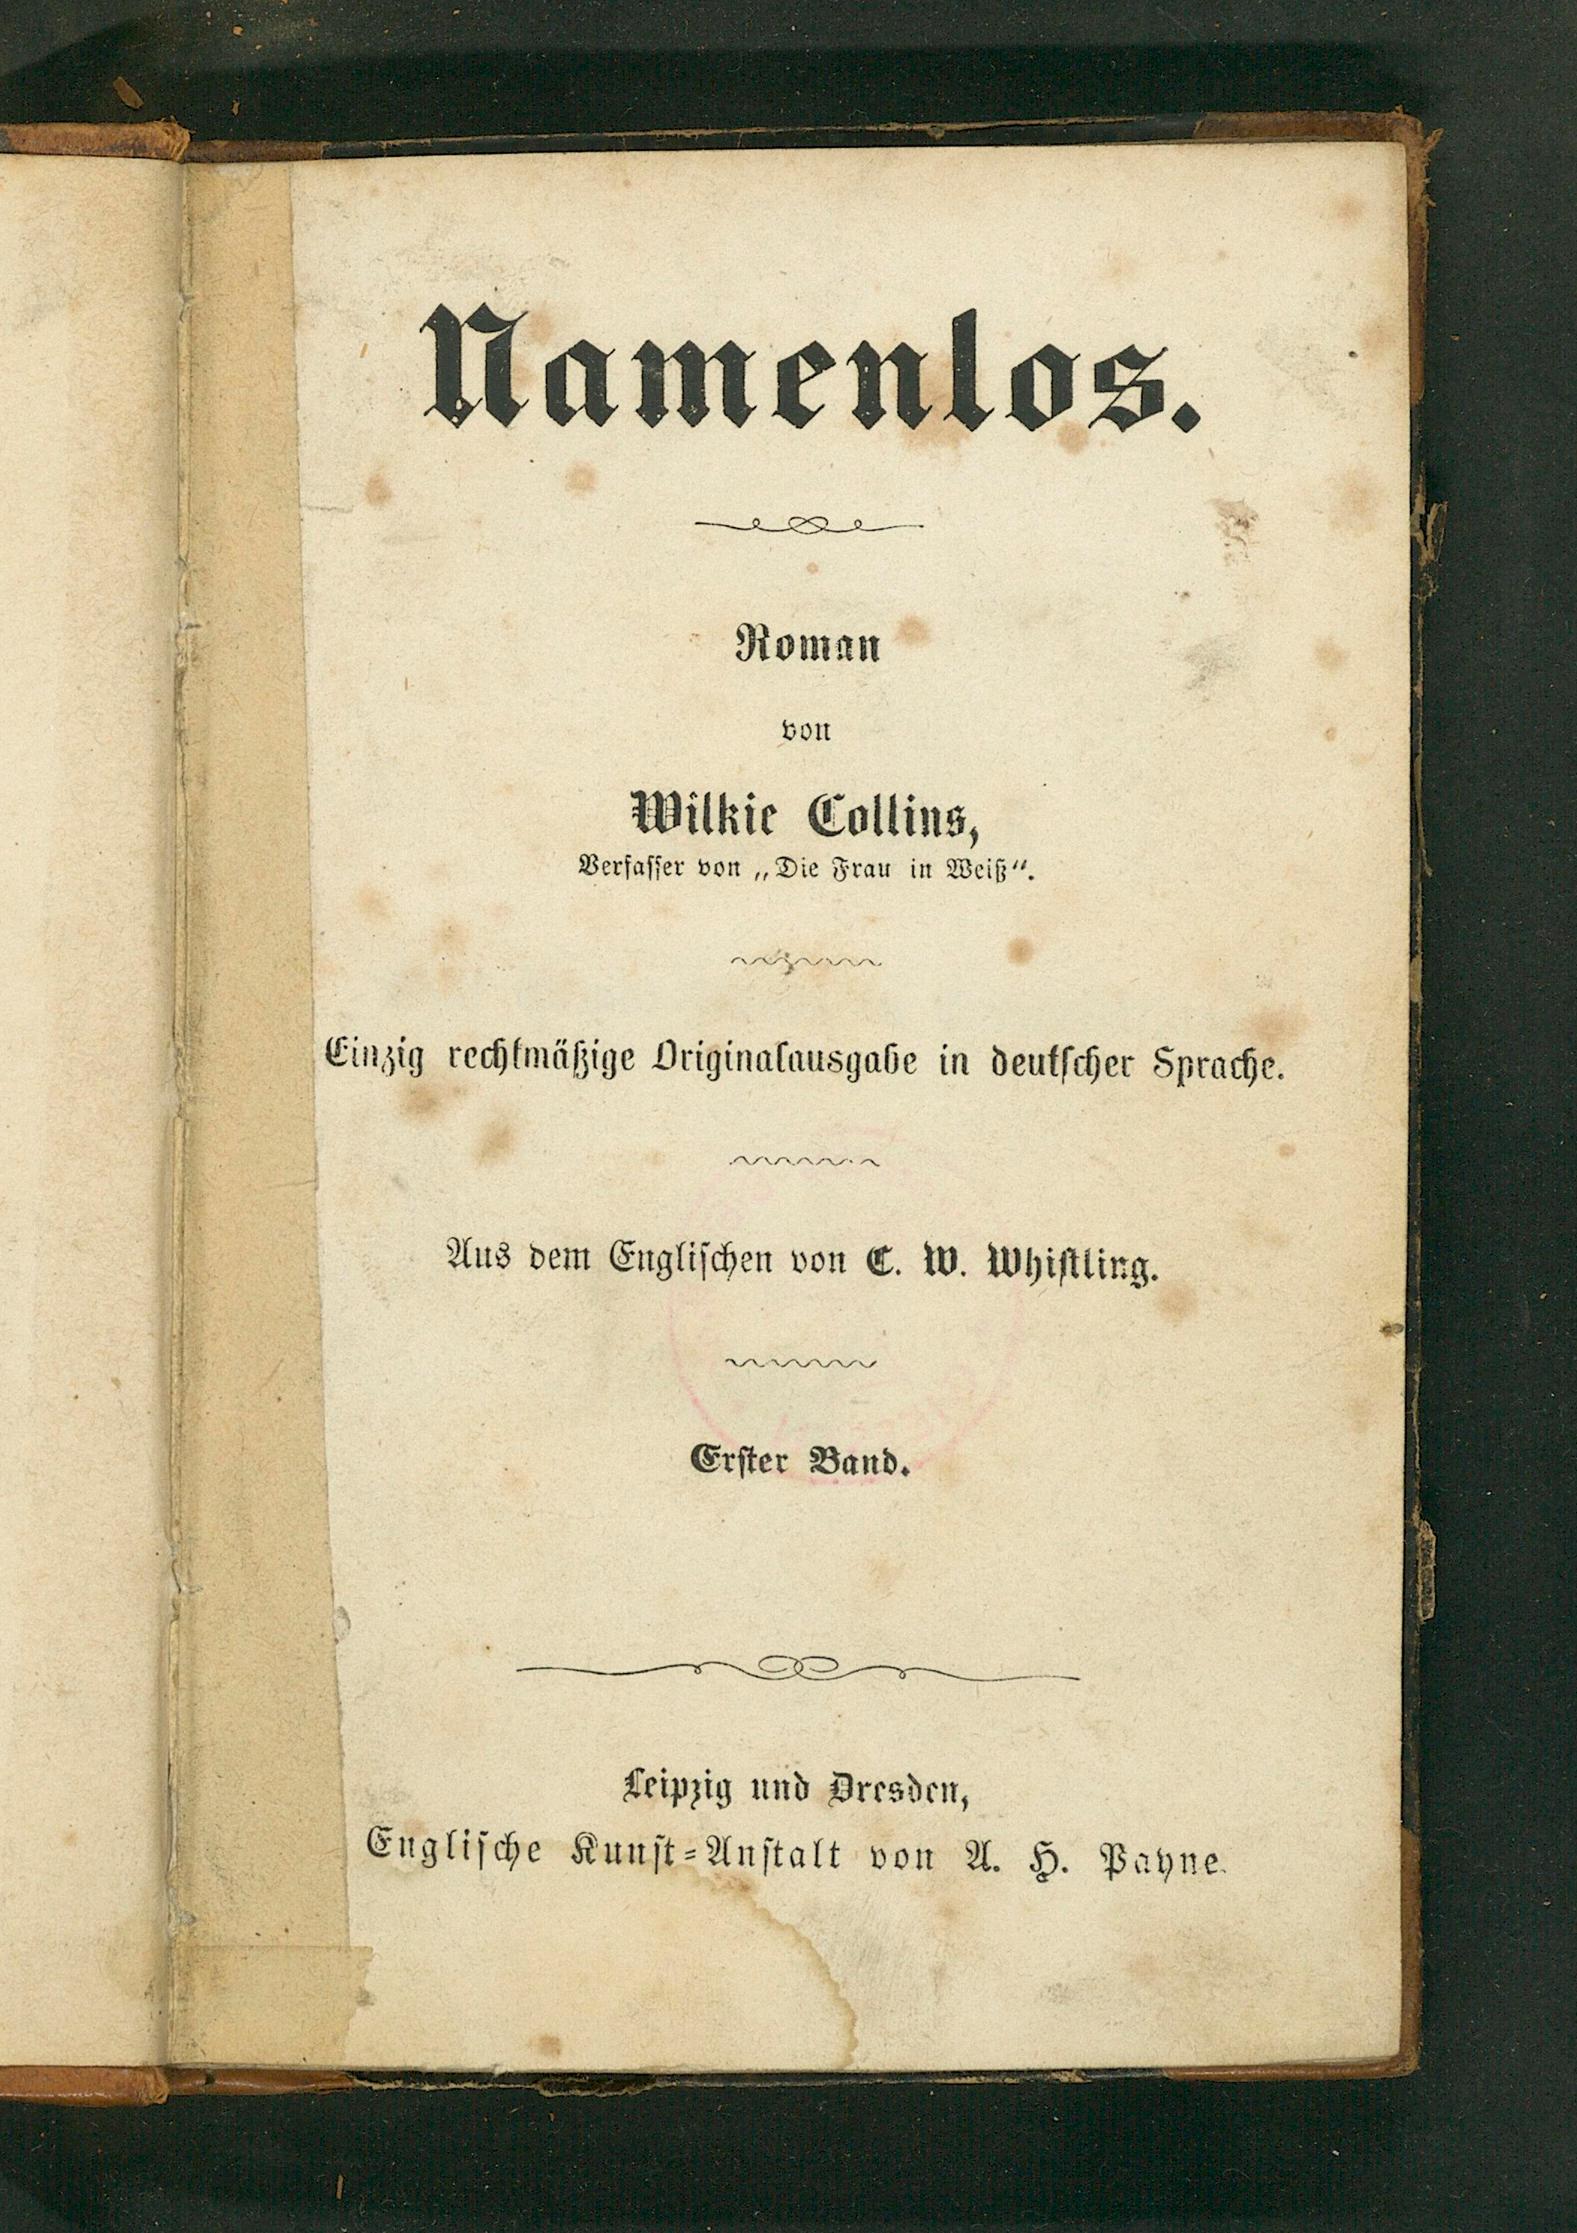 Namenlos.
Roman
von
Wilkie Collins,
Verfasser von „Die Frau in Weiß“.
Einzig rechtmäßige Originalausgabe in deutscher Sprache.
Aus dem Englischen von C. W. Whistling.
Erster Band.
Leipzig und Dresden,
Englische Kunst-Anstalt von A. H. Payne.